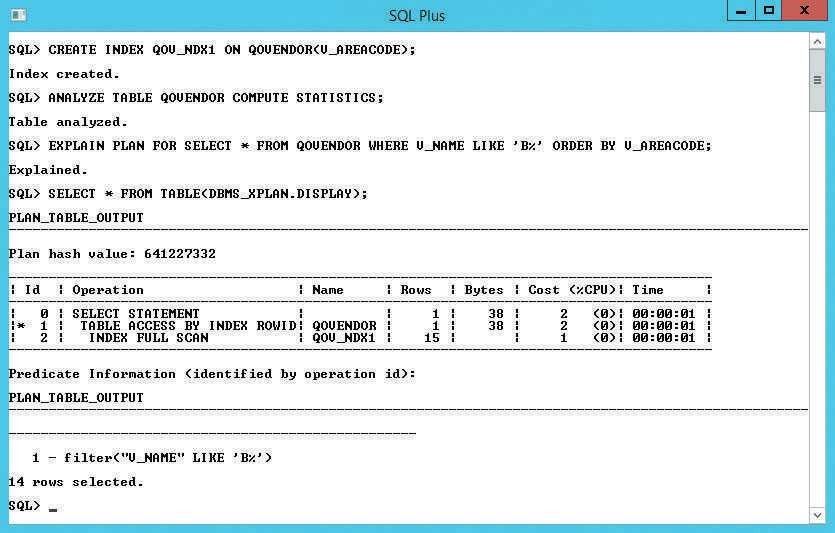 SQL Plus
SQL> CREATE INDEX QOV_NDX1 ON QOVENDOR(V_AREACODE);
Index created.
SQL> ANALYZE TABLE QOVENDOR COMPUTE STATISTICS;
Table analyzed.
SQL> EXPLAIN PLAN FOR SELECT * FROM QOVENDOR WHERE V_NAME LIKE 'B%' ORDER BY V_AREACODE;
Explained.
SQL> SELECT * FROM TABLE(DBMS_XPLAN.DISPLAY);
PLAN_TABLE_OUTPUT
Plan hash value: 641227332
| Id | Operation | Name | Rows | Bytes | Cost (%CPU)| Time |
| 0 | SELECT STATEMENT | | 1 | 38 | 2 (0)| 00:00:01 |
|* 1 | TABLE ACCESS BY INDEX ROWID| QOVENDOR | 1 | 38 | 2 (0)| 00:00:01 |
| 2 | INDEX FULL SCAN | QOV_NDX1 | 15 | | 1 (0)| 00:00:01 |
Predicate Information (identified by operation id):
PLAN_TABLE_OUTPUT
1 - filter("V_NAME" LIKE 'B%')
14 rows selected.
SQL> _